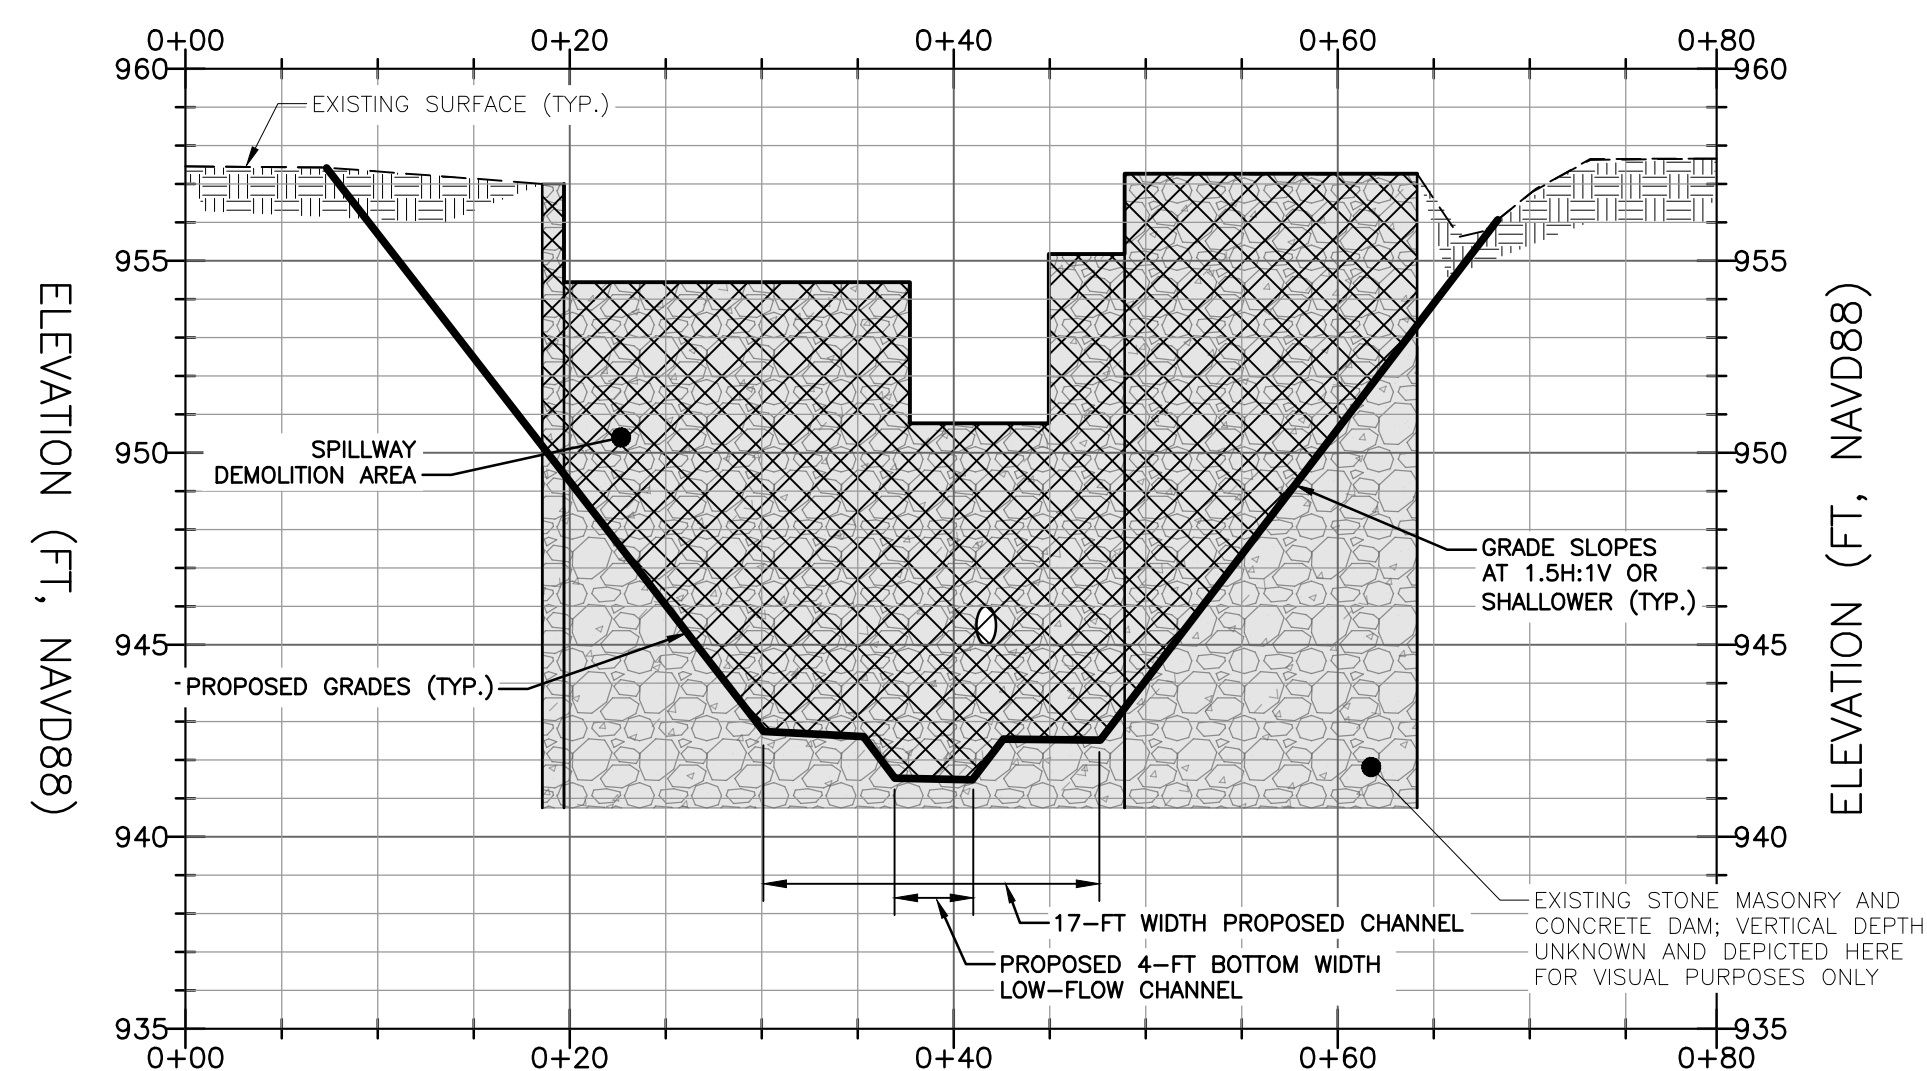 0+00 0+20 0+40 0+60 0+80
960 960
EXISTING SURFACE (TYP.)
955 955
ELEVATION (FT, NAVD88)
ELEVATION (FT, NAVD88)
950 950
SPILLWAY
DEMOLITION AREA
GRADE SLOPES
AT 1.5H:1V OR
SHALLOWER (TYP.)
945 945
PROPOSED GRADES (TYP.)
940 940
EXISTING STONE MASONRY AND
CONCRETE DAM; VERTICAL DEPTH
UNKNOWN AND DEPICTED HERE
FOR VISUAL PURPOSES ONLY
17-FT WIDTH PROPOSED CHANNEL
PROPOSED 4-FT BOTTOM WIDTH
LOW-FLOW CHANNEL
935 935
0+00 0+20 0+40 0+60 0+80